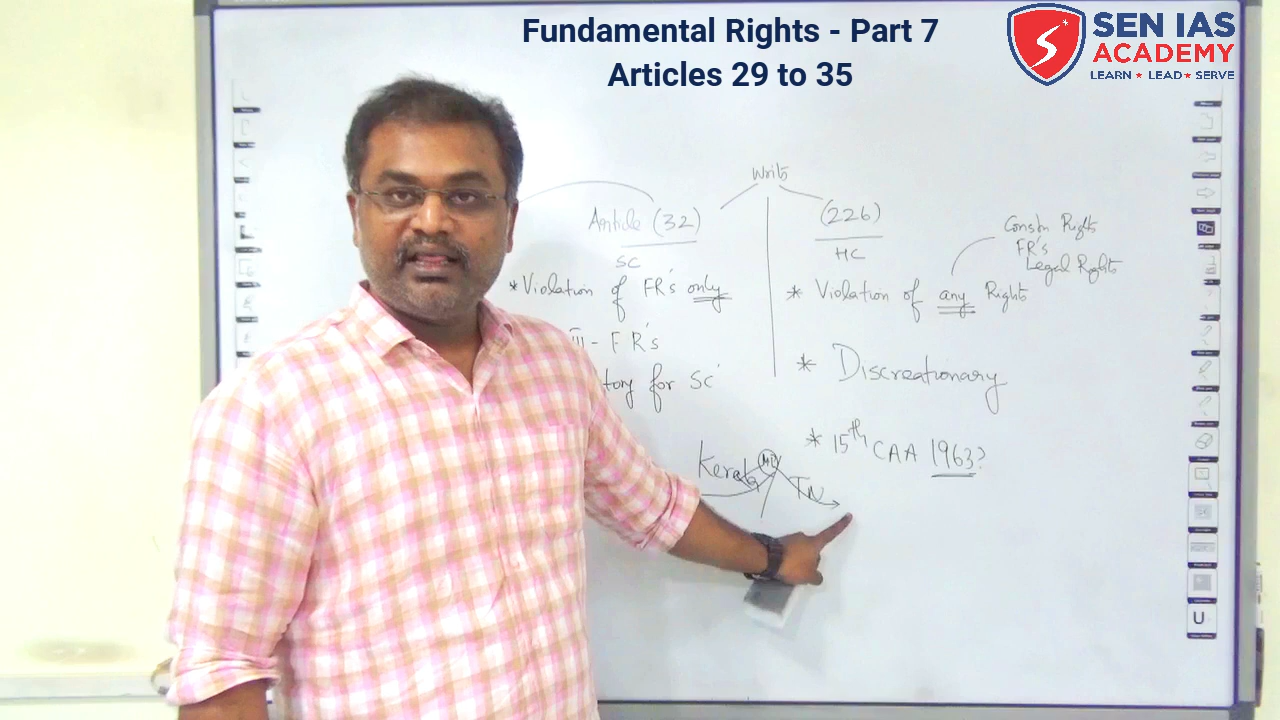 Fundamental Rights - Part 7
Articles 29 to 35
SEN IAS
ACADEMY
LEARN ★ LEAD ★ SERVE
Writs
Article (32)
SC
*Violation of FR's only
III - FR's
tory for SC
(226)
HC
Constn Rights
FR's
Legal Rights
* Violation of any Rights
* Discreationary
* 15th CAA 1963?
Kerala
TN
U